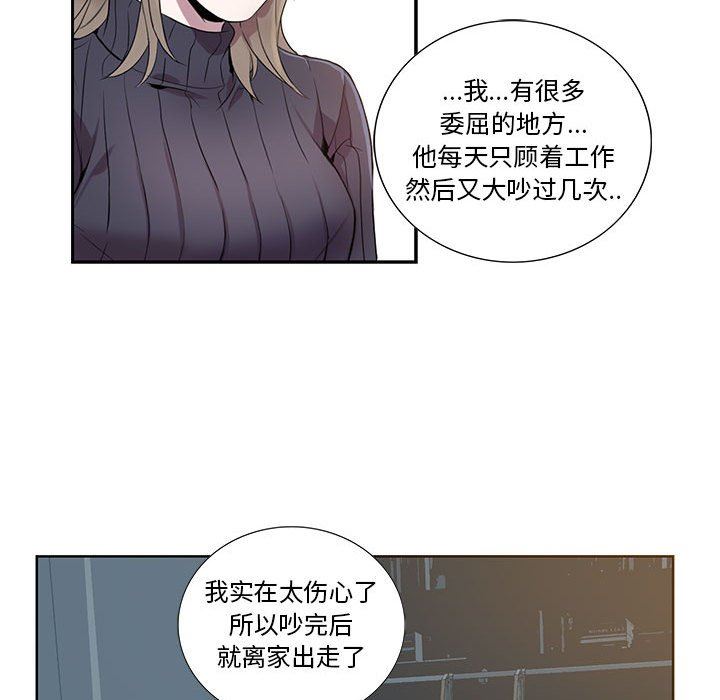 ...我...有很多
委屈的地方...
他每天只顾着工作
然后又大吵过几次..
我实在太伤心了
所以吵完后
就离家出走了